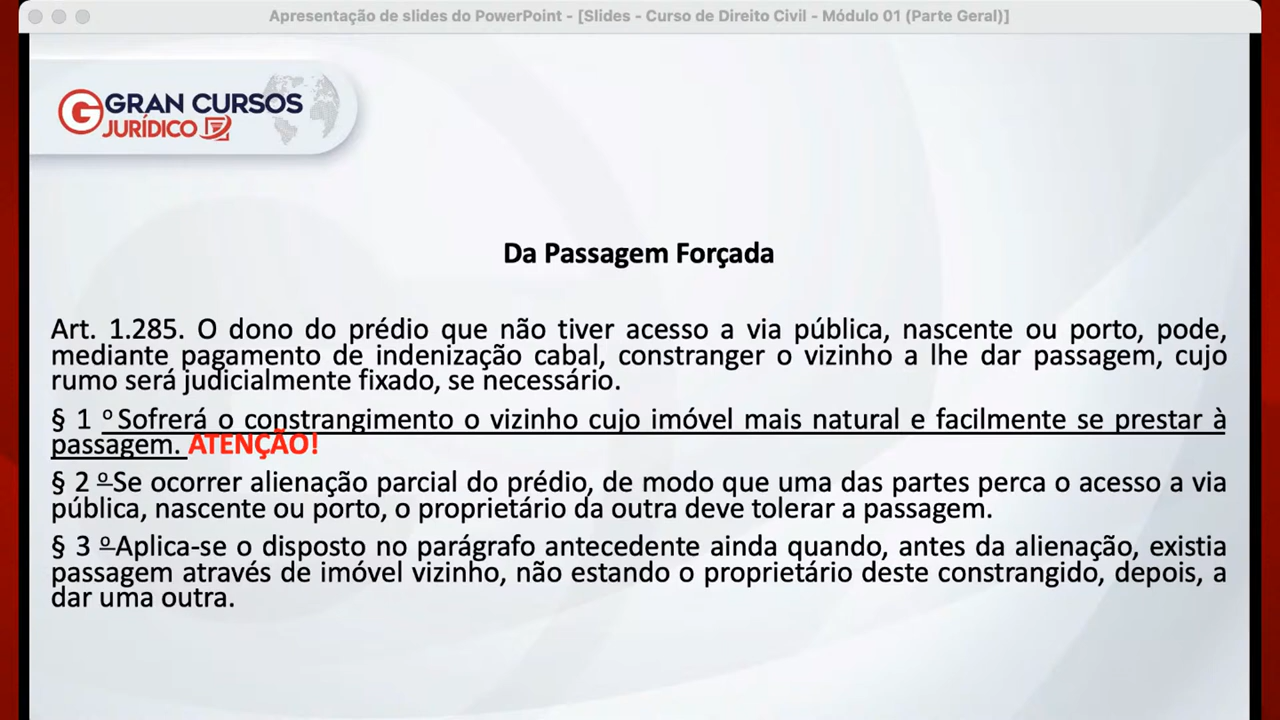 Apresentação de slides do PowerPoint - [Slides - Curso de Direito Civil - Módulo 01 (Parte Geral)]
GRAN CURSOS
JURÍDICO
Da Passagem Forçada
Art. 1.285. O dono do prédio que não tiver acesso a via pública, nascente ou porto, pode,
mediante pagamento de indenização cabal, constranger o vizinho a lhe dar passagem, cujo
rumo será judicialmente fixado, se necessário.
§ 1 º Sofrerá o constrangimento o vizinho cujo imóvel mais natural e facilmente se prestar à
passagem. ATENÇÃO!
§ 2 º Se ocorrer alienação parcial do prédio, de modo que uma das partes perca o acesso a via
pública, nascente ou porto, o proprietário da outra deve tolerar a passagem.
§ 3 º Aplica-se o disposto no parágrafo antecedente ainda quando, antes da alienação, existia
passagem através de imóvel vizinho, não estando o proprietário deste constrangido, depois, a
dar uma outra.